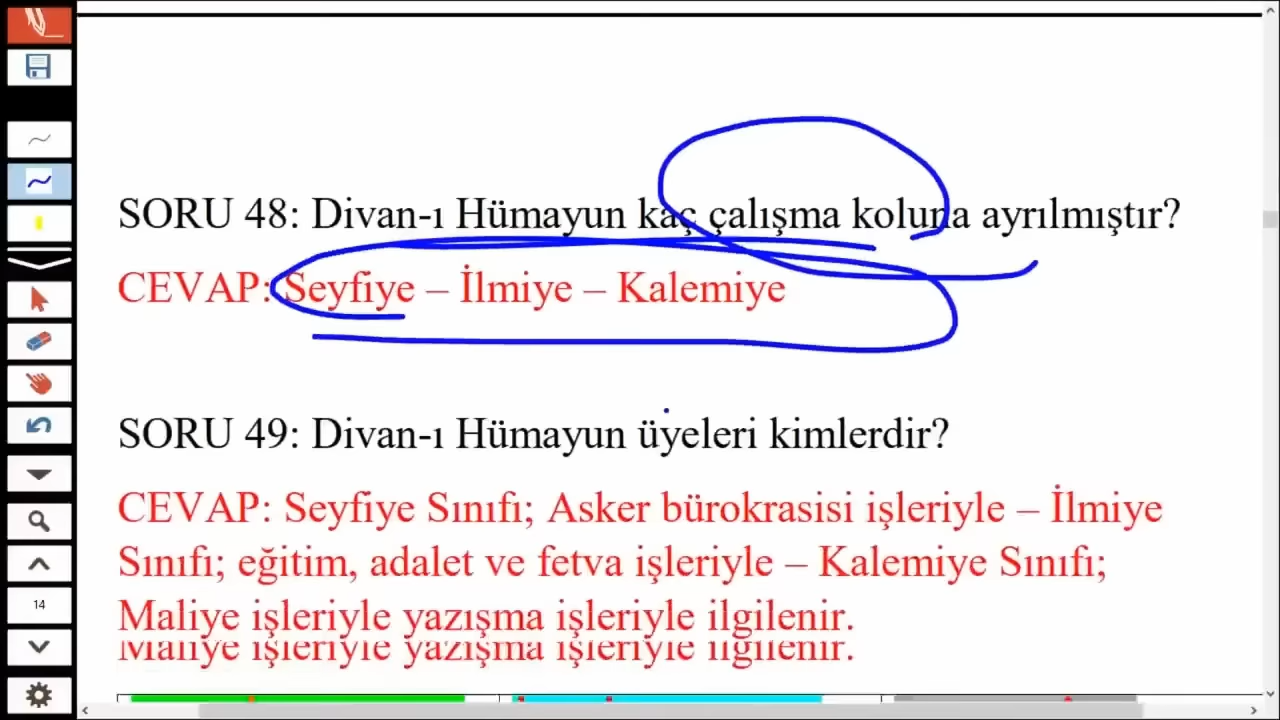 SORU 48: Divan-ı Hümayun kaç çalışma koluna ayrılmıştır?
CEVAP: Seyfiye – İlmiye – Kalemiye
SORU 49: Divan-ı Hümayun üyeleri kimlerdir?
CEVAP: Seyfiye Sınıfı; Asker bürokrasisi işleriyle – İlmiye
Sınıfı; eğitim, adalet ve fetva işleriyle – Kalemiye Sınıfı;
Maliye işleriyle yazışma işleriyle ilgilenir.
Maliye işleriyle yazışma işleriyle ilgilenir.
14